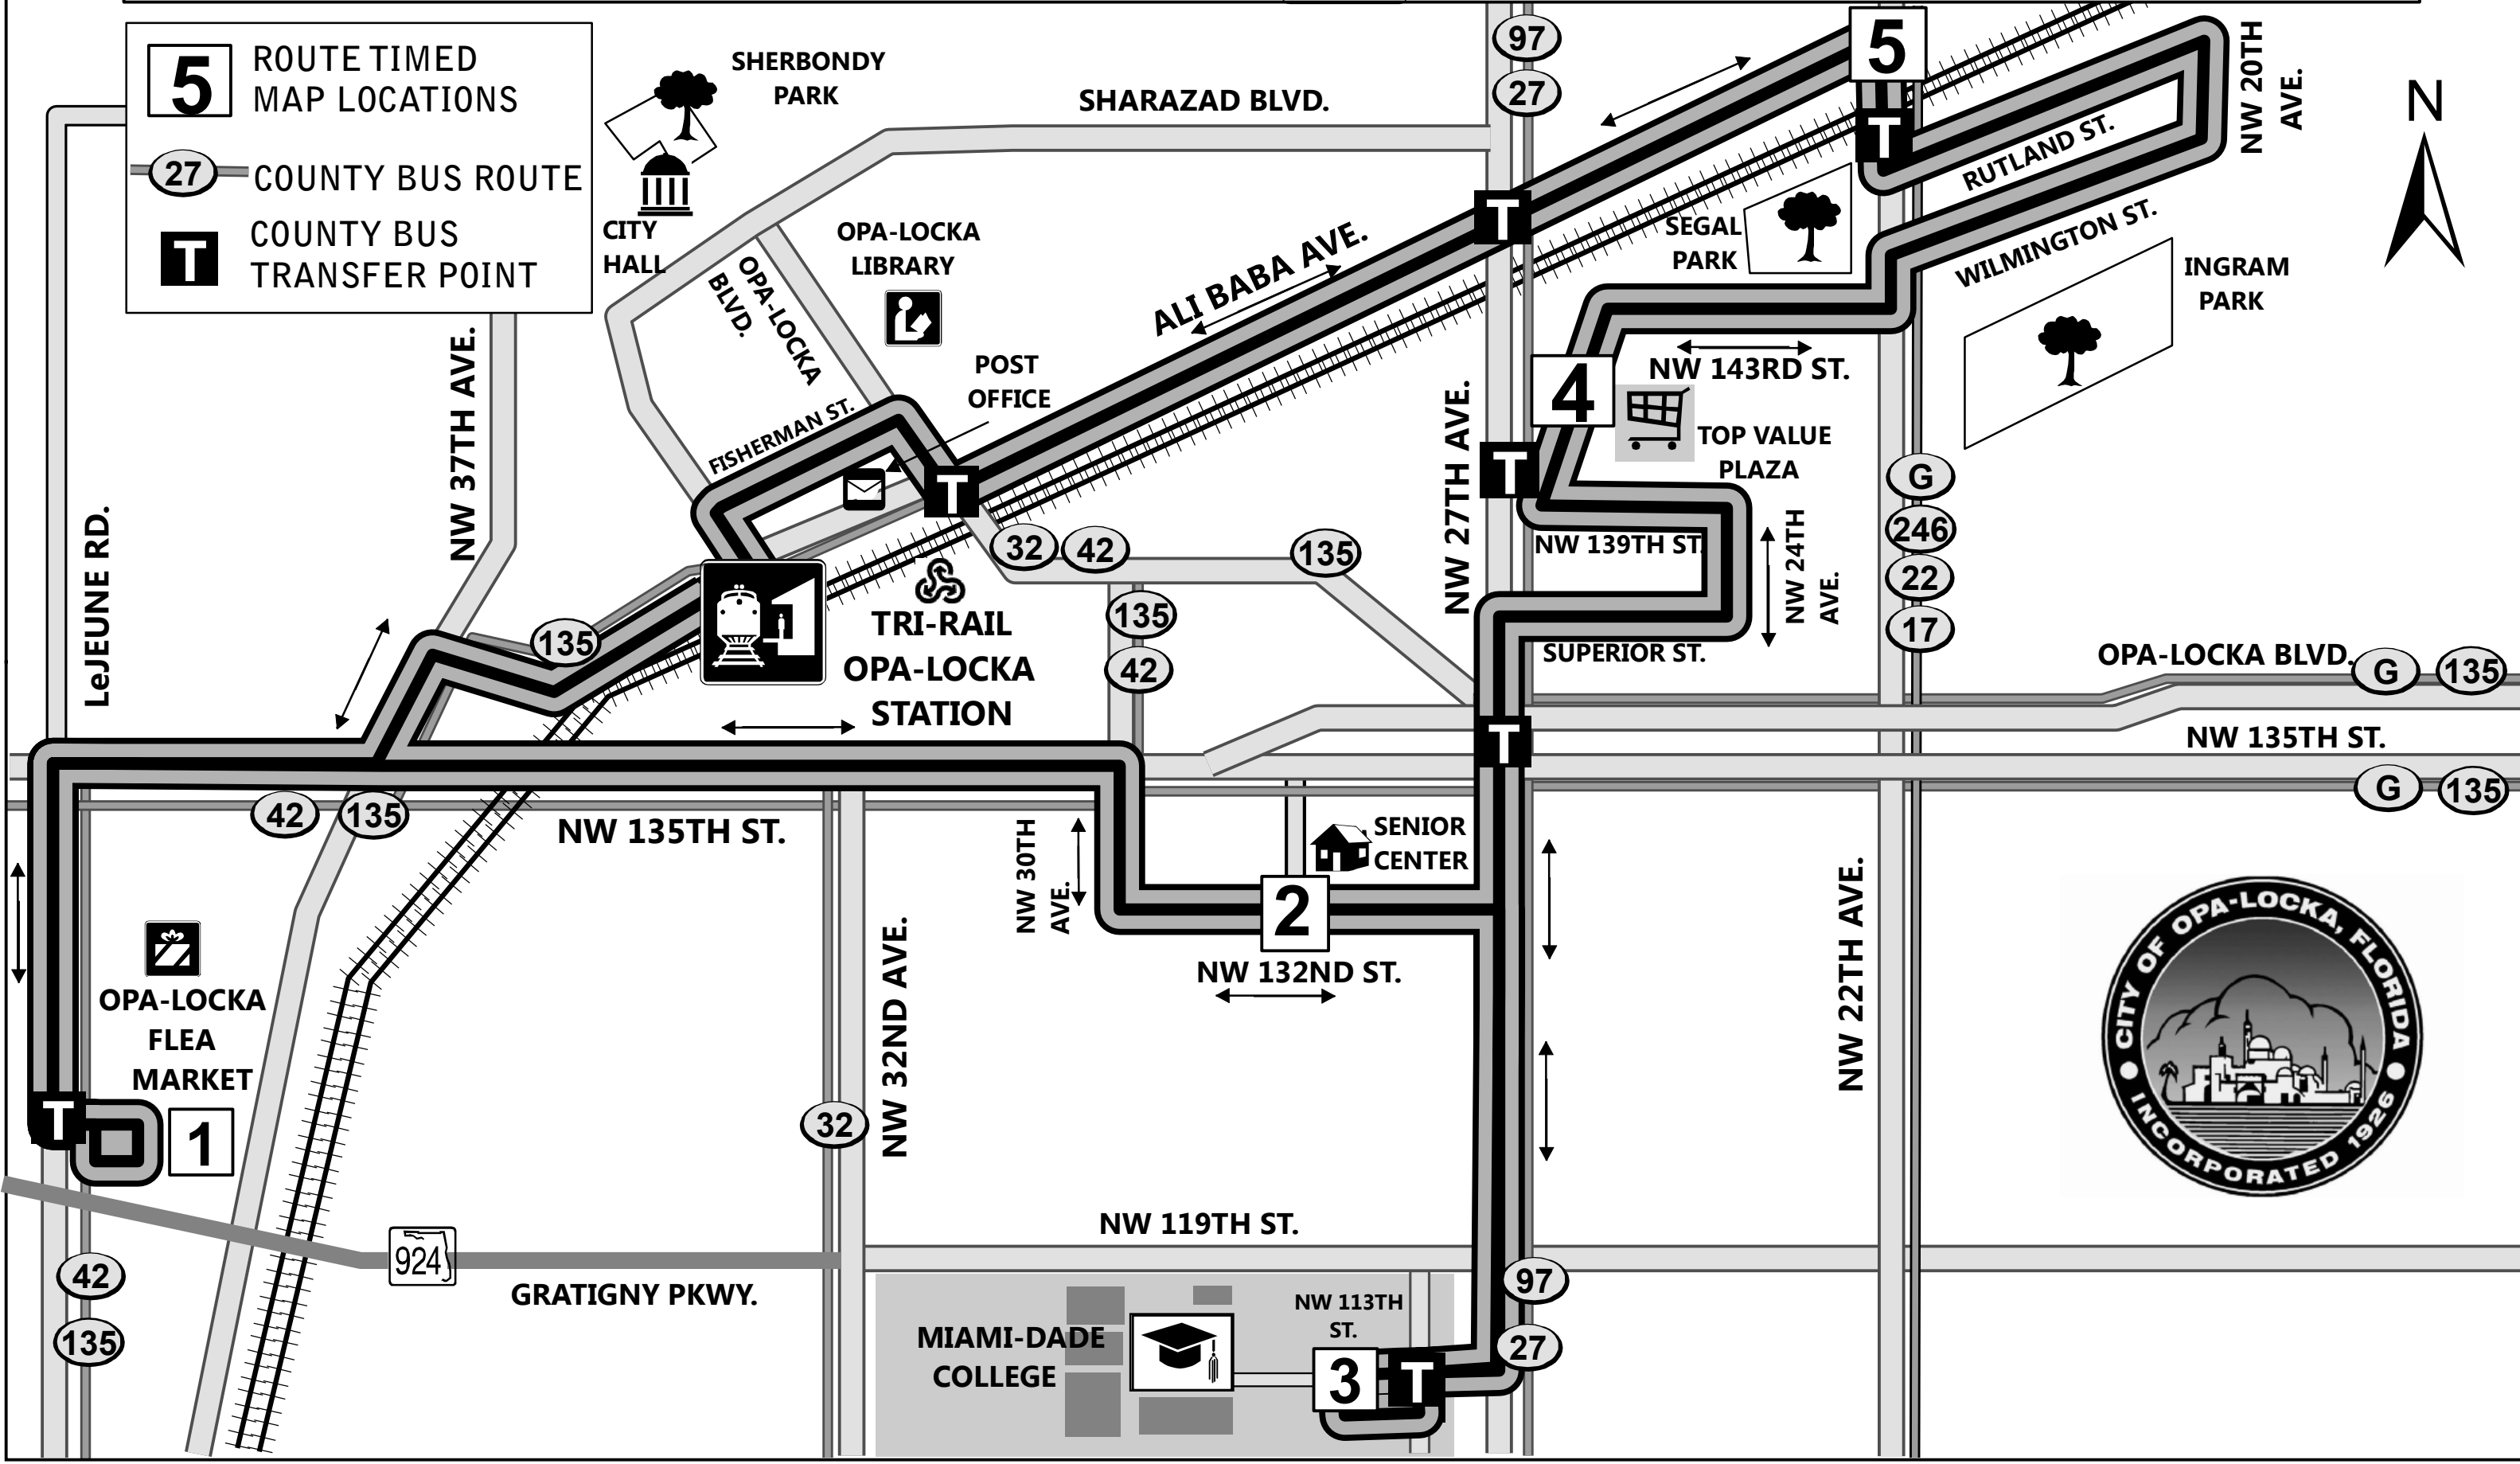 5
ROUTE TIMED
MAP LOCATIONS
27
COUNTY BUS ROUTE
T
COUNTY BUS
TRANSFER POINT
SHERBONDY
PARK
CITY
HALL
SHARAZAD BLVD.
97
27
5
T
NW 20TH
AVE.
N
RUTLAND ST.
WILMINGTON ST.
INGRAM
PARK
SEGAL
PARK
T
ALI BABA AVE.
OPA-LOCKA
LIBRARY
OPA-LOCKA
BLVD.
POST
OFFICE
FISHERMAN ST.
T
NW 37TH AVE.
LeJEUNE RD.
4
NW 143RD ST.
TOP VALUE
PLAZA
T
NW 27TH AVE.
NW 139TH ST.
NW 24TH
AVE.
SUPERIOR ST.
G
246
22
17
32
42
135
135
42
135
TRI-RAIL
OPA-LOCKA
STATION
OPA-LOCKA BLVD.
G
135
T
NW 135TH ST.
G
135
42
135
NW 135TH ST.
NW 30TH
AVE.
SENIOR
CENTER
2
NW 132ND ST.
NW 32ND AVE.
NW 22TH AVE.
OPA-LOCKA
FLEA
MARKET
T
1
32
42
135
924
GRATIGNY PKWY.
NW 119TH ST.
97
27
NW 113TH
ST.
MIAMI-DADE
COLLEGE
3
T
CITY OF OPA-LOCKA, FLORIDA
INCORPORATED 1926